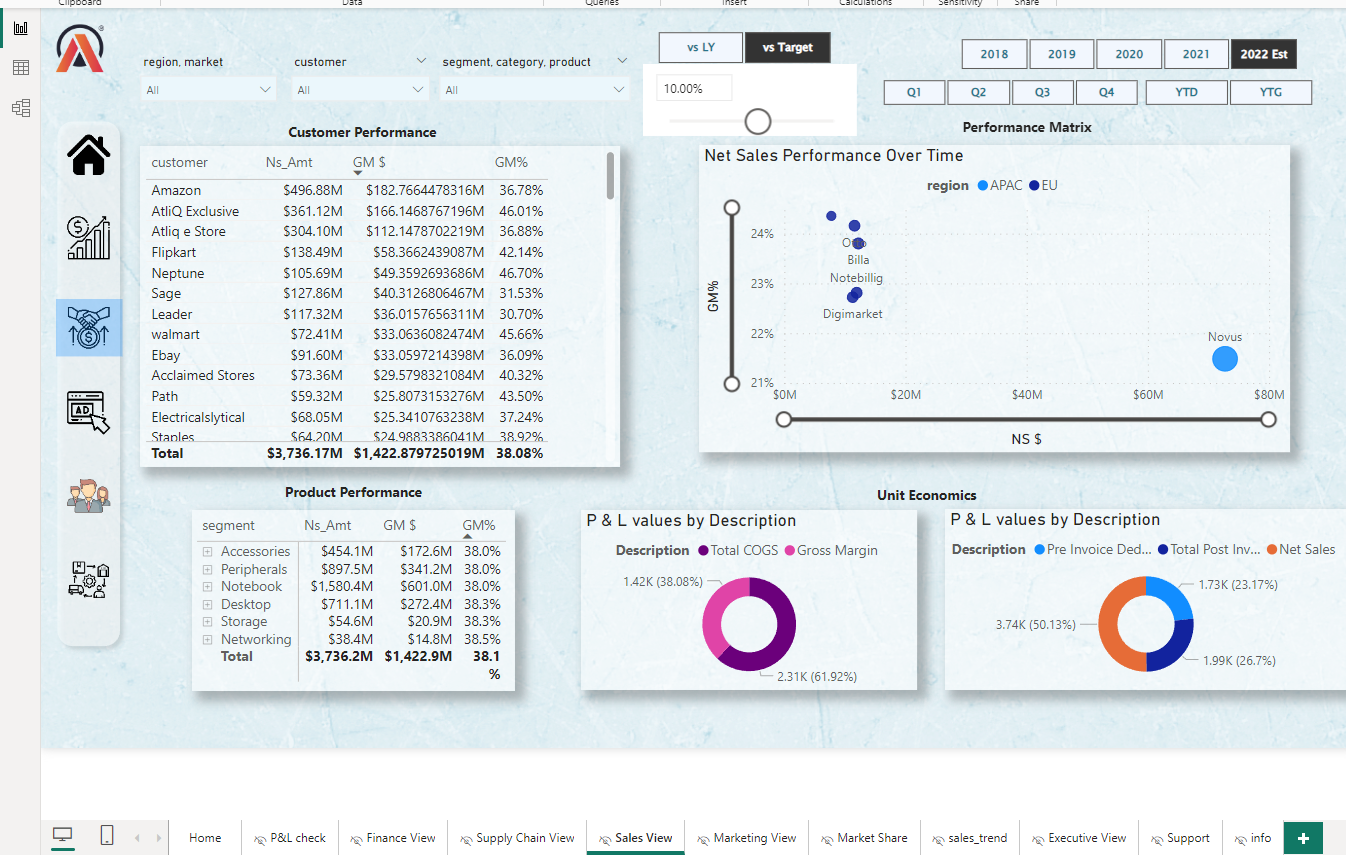 Clipboard Data Queries Insert Calculations Sensitivity Share
vs LY vs Target
2018 2019 2020 2021 2022 Est
region, market customer segment, category, product
All All All
10.00%
Q1 Q2 Q3 Q4 YTD YTG
Customer Performance
Performance Matrix
customer Ns_Amt GM $ GM%
Amazon $496.88M $182.7664478316M 36.78%
AtliQ Exclusive $361.12M $166.1468767196M 46.01%
Atliq e Store $304.10M $112.1478702219M 36.88%
Flipkart $138.49M $58.3662439087M 42.14%
Neptune $105.69M $49.3592693686M 46.70%
Sage $127.86M $40.3126806467M 31.53%
Leader $117.32M $36.0157656311M 30.70%
walmart $72.41M $33.0636082474M 45.66%
Ebay $91.60M $33.0597214398M 36.09%
Acclaimed Stores $73.36M $29.5798321084M 40.32%
Path $59.32M $25.8073153276M 43.50%
Electricalslytical $68.05M $25.3410763238M 37.24%
Staples $64.20M $24.9883386041M 38.92%
Total $3,736.17M $1,422.879725019M 38.08%
Net Sales Performance Over Time
region APAC EU
GM%
24%
23%
22%
21%
Billa
Notebillig
Digimarket
Novus
$0M $20M $40M $60M $80M
NS $
Product Performance
segment Ns_Amt GM $ GM%
Accessories $454.1M $172.6M 38.0%
Peripherals $897.5M $341.2M 38.0%
Notebook $1,580.4M $601.0M 38.0%
Desktop $711.1M $272.4M 38.3%
Storage $54.6M $20.9M 38.3%
Networking $38.4M $14.8M 38.5%
Total $3,736.2M $1,422.9M 38.1
%
Unit Economics
P & L values by Description
Description Total COGS Gross Margin
1.42K (38.08%)
2.31K (61.92%)
P & L values by Description
Description Pre Invoice Ded... Total Post Inv... Net Sales
1.73K (23.17%)
3.74K (50.13%)
1.99K (26.7%)
AD
Home P&L check Finance View Supply Chain View Sales View Marketing View Market Share sales_trend Executive View Support info